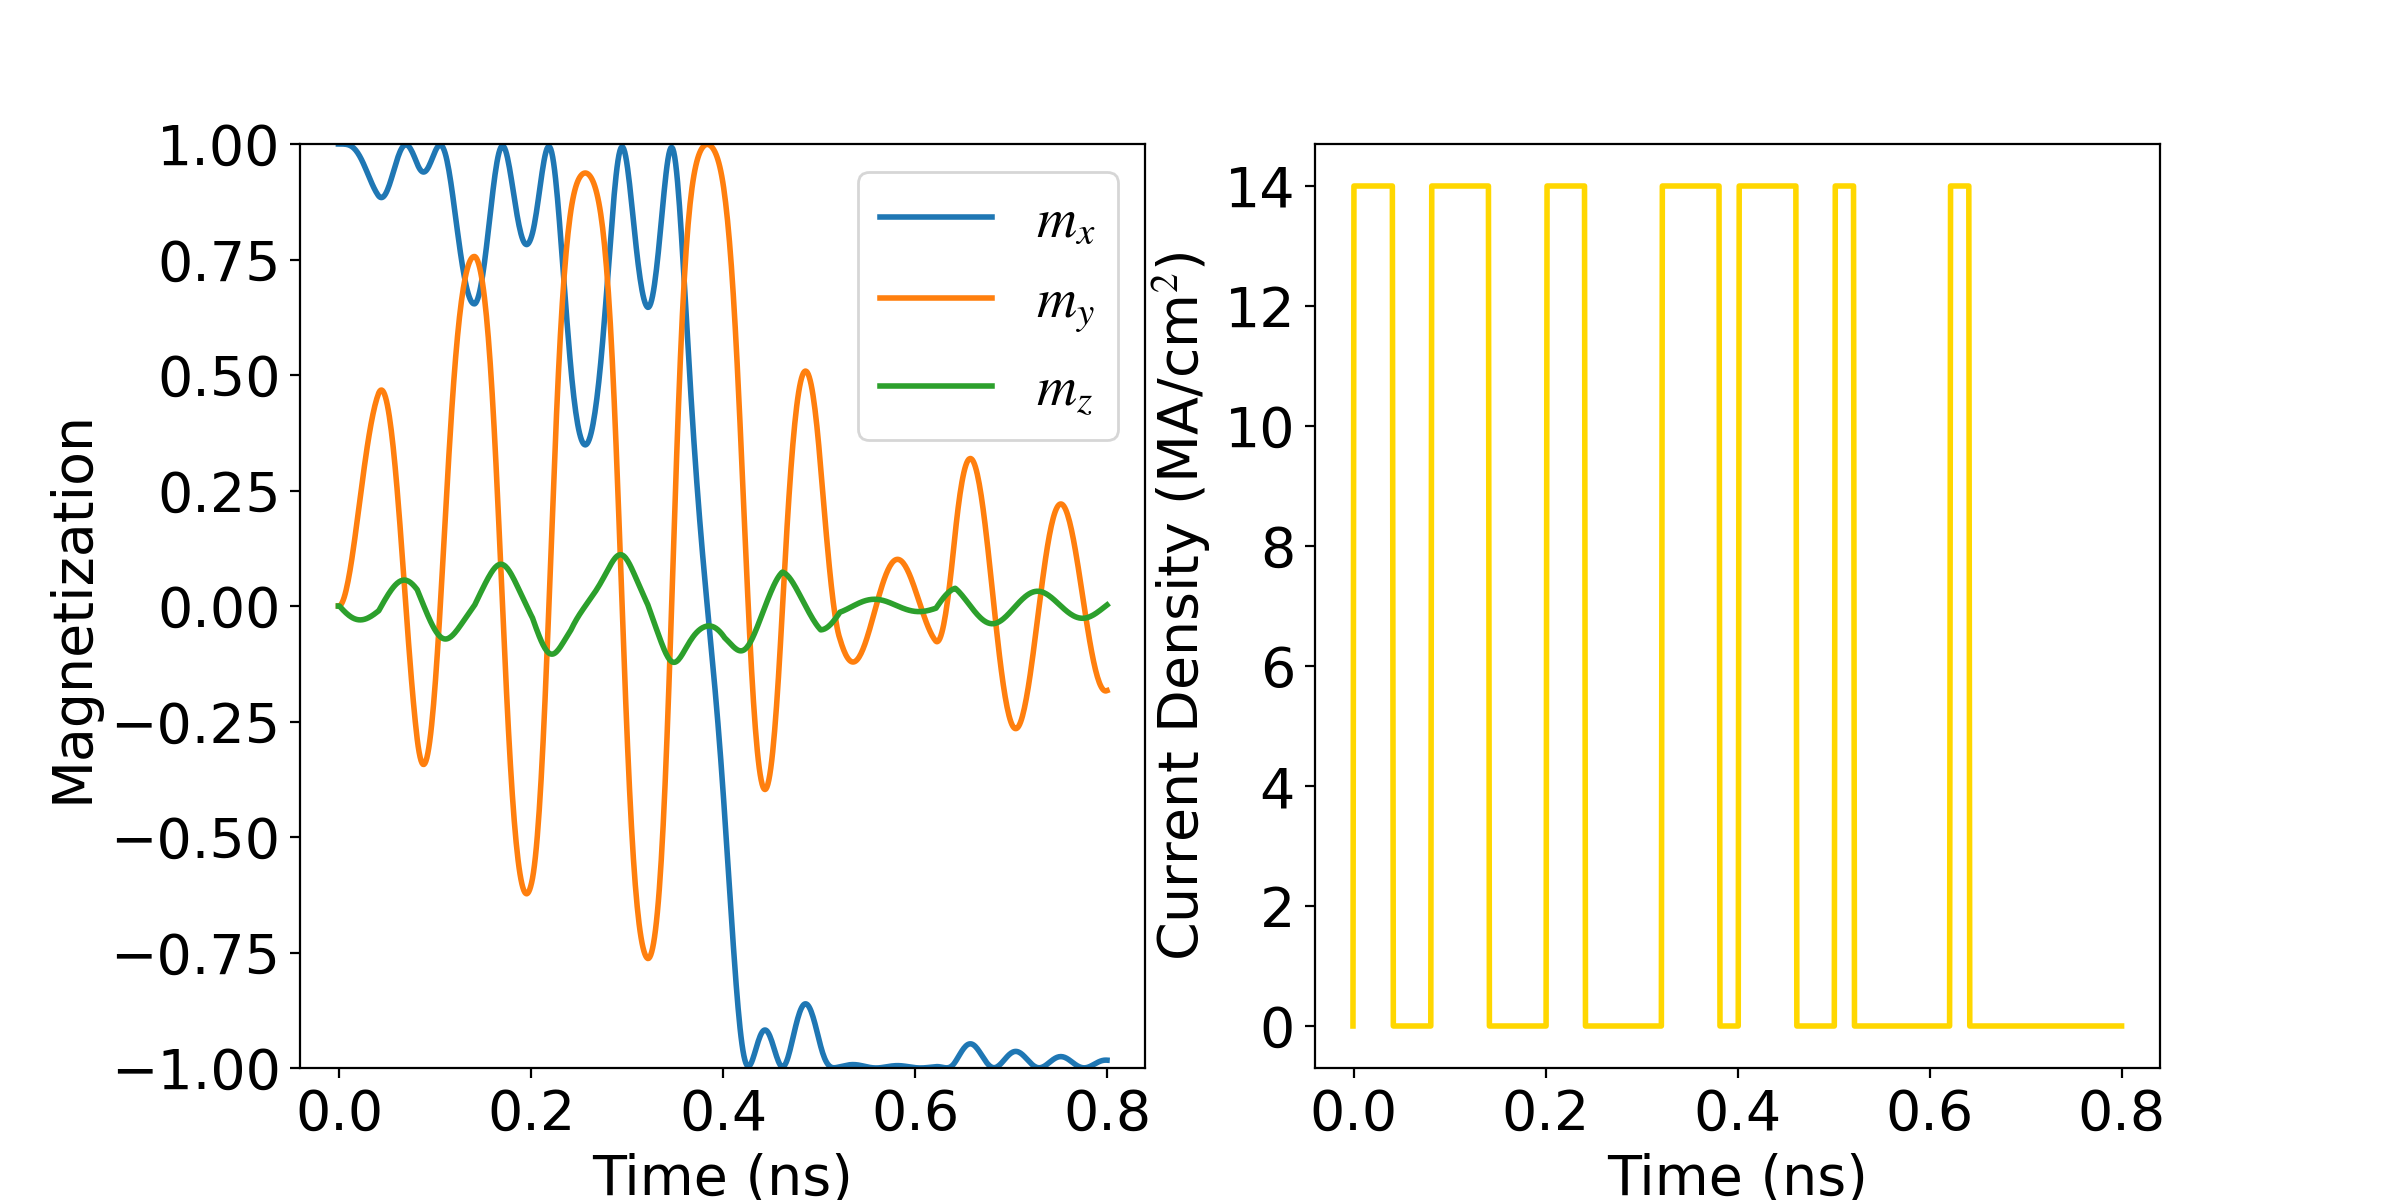 1.00
0.75
0.50
0.25
0.00
−0.25
−0.50
−0.75
−1.00
Magnetization
0.0 0.2 0.4 0.6 0.8
Time (ns)
m_x
m_y
m_z
14
12
10
8
6
4
2
0
Current Density (MA/cm²)
0.0 0.2 0.4 0.6 0.8
Time (ns)